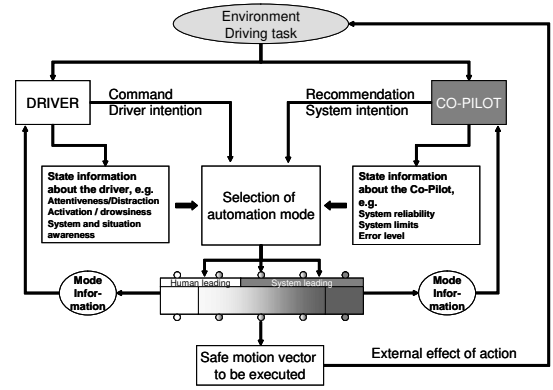 Environment
Driving task
DRIVER
Command
Driver intention
Recommendation
System intention
CO-PILOT
State information
about the driver, e.g.
Attentiveness/Distraction
Activation / drowsiness
System and situation
awareness
Selection of
automation mode
State information
about the Co-Pilot,
e.g.
System reliability
System limits
Error level
Mode
Infor-
mation
Human leading
System leading
Mode
Infor-
mation
Safe motion vector
to be executed
External effect of action